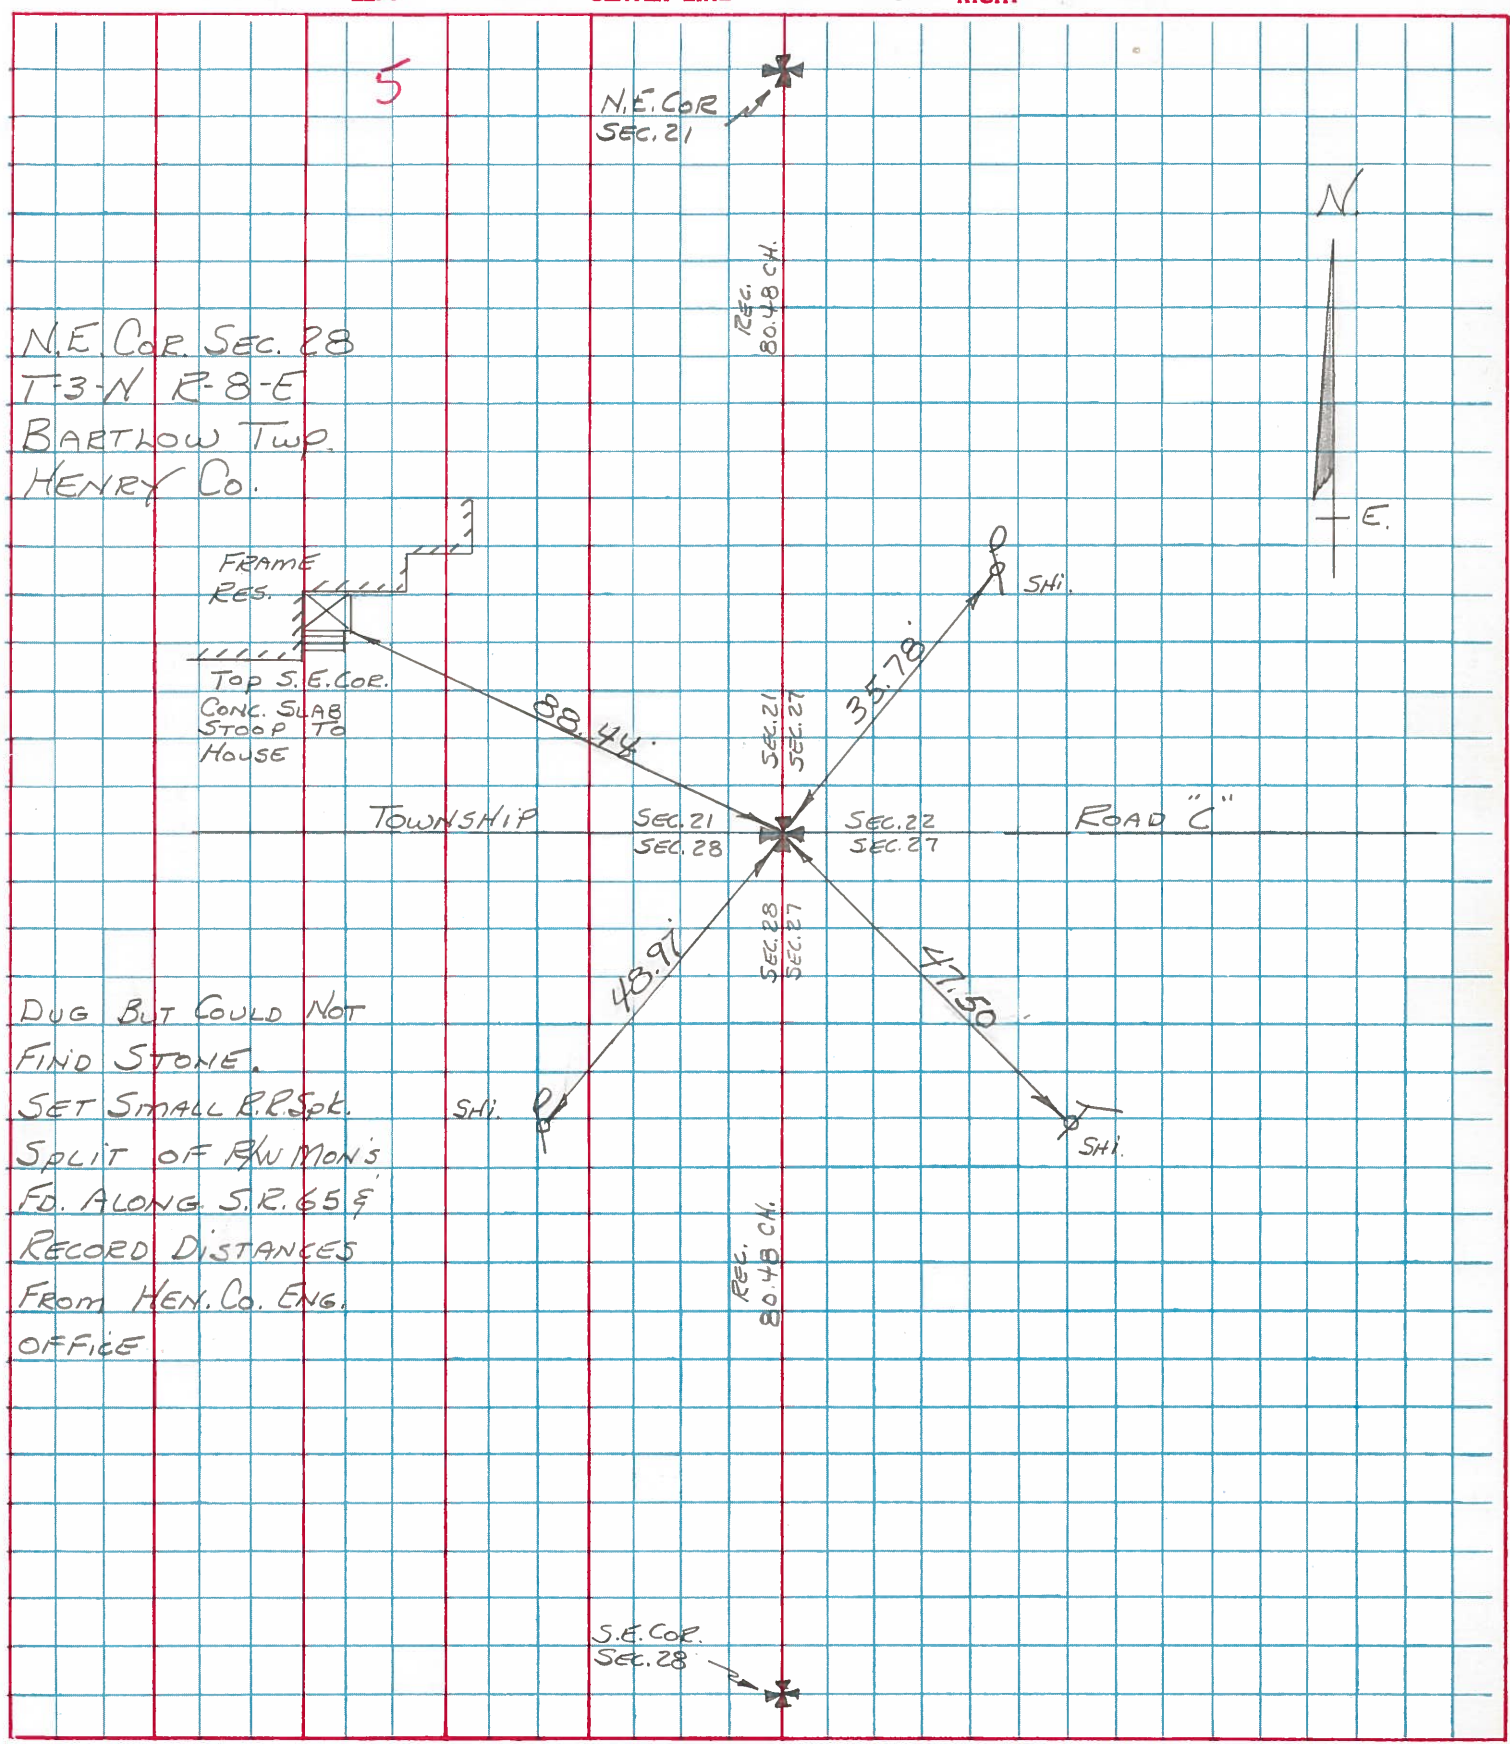 5
N.E. COR
SEC. 21
N.
REC.
80.48 CH.
N.E. COR. SEC. 28
T-3-N R-8-E
BARTLOW TWP.
HENRY CO.
E.
FRAME
RES.
SHI.
TOP S.E. COR.
CONC. SLAB
STOOP TO
HOUSE
88.44'
35.78'
SEC. 21
SEC. 27
TOWNSHIP
SEC. 21
SEC. 28
SEC. 22
SEC. 27
ROAD "C"
SEC. 28
SEC. 27
48.97'
47.50'
DUG BUT COULD NOT
FIND STONE.
SET SMALL R.R. Spk.
SPLIT OF R/W MON'S
FD. ALONG S.R. 65 &
RECORD DISTANCES
FROM HEN. CO. ENG.
OFFICE
SHI.
SHI.
REC.
80.48 CH.
S.E. COR.
SEC. 28